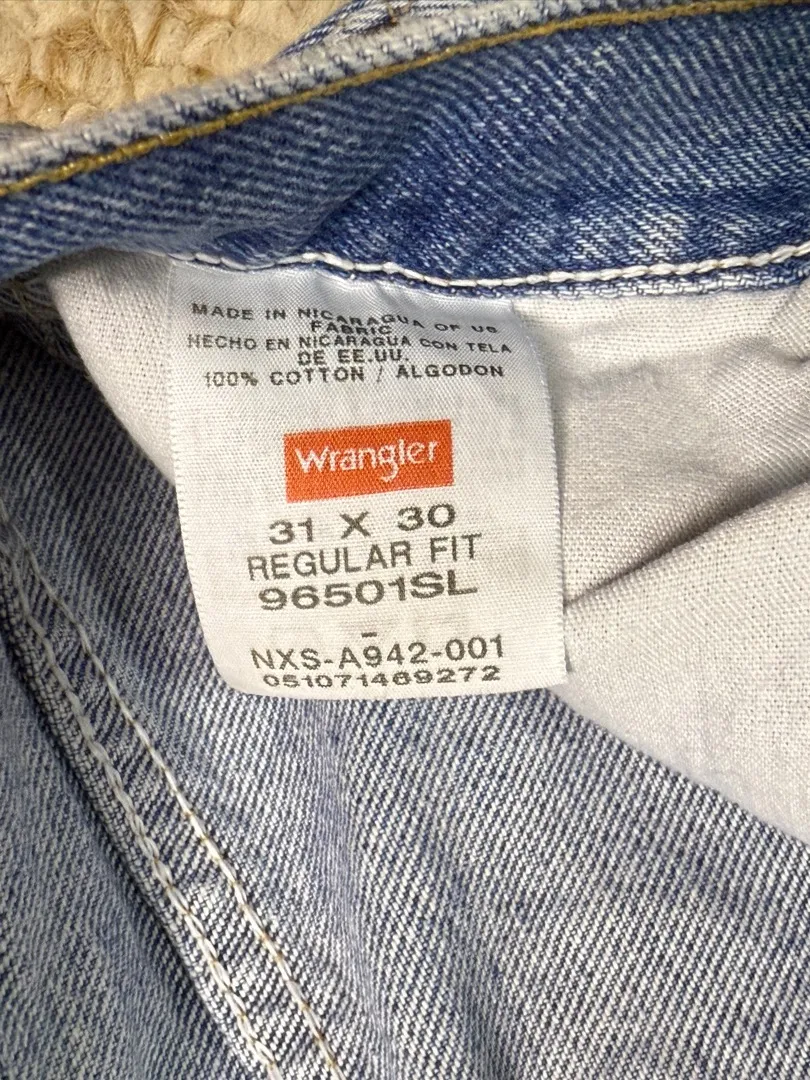 MADE IN NICARAGUA OF US
FABRIC
HECHO EN NICARAGUA CON TELA
DE EE.UU.
100% COTTON / ALGODON
Wrangler
31 X 30
REGULAR FIT
96501SL
-
NXS-A942-001
051071469272